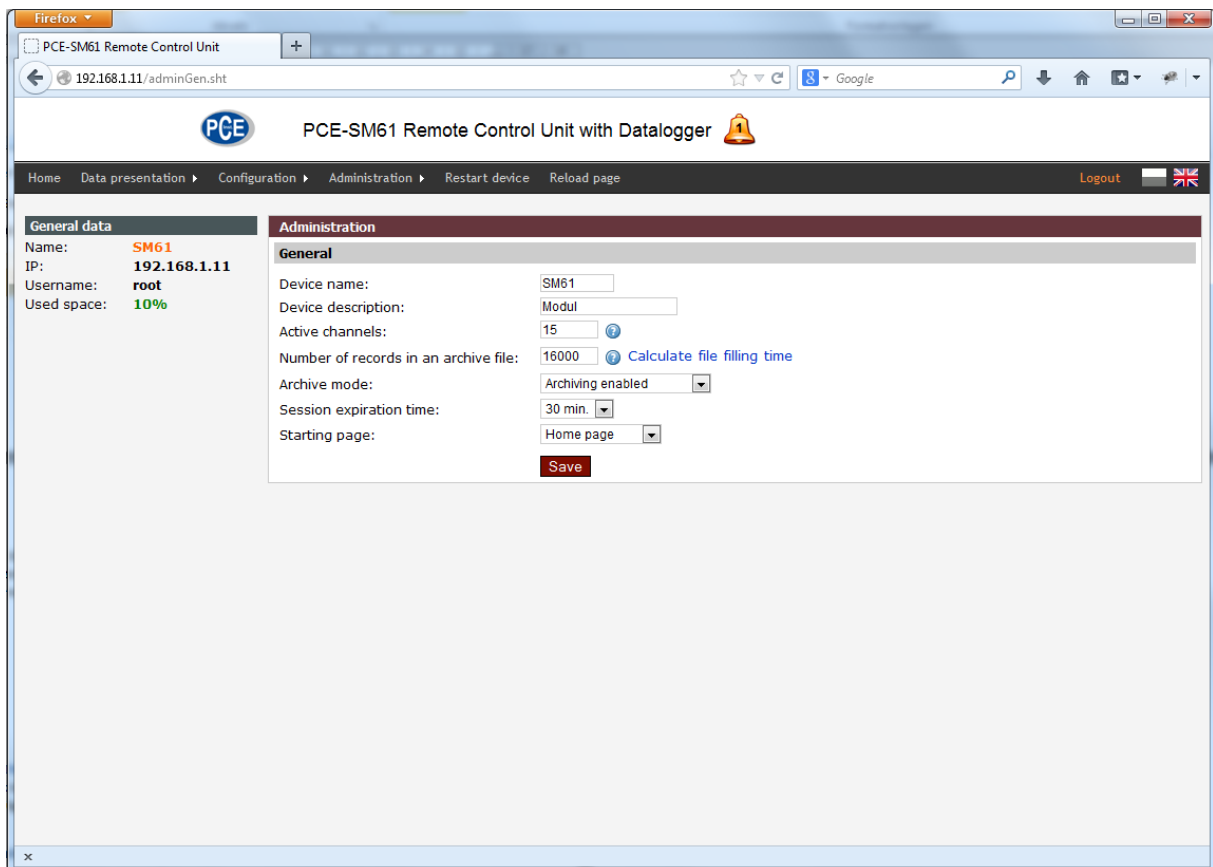 Firefox
PCE-SM61 Remote Control Unit
+
192.168.1.11/adminGen.sht
8 Google
PCE PCE-SM61 Remote Control Unit with Datalogger 1
Home Data presentation Configuration Administration Restart device Reload page Logout
General data
Name: SM61
IP: 192.168.1.11
Username: root
Used space: 10%
Administration
General
Device name: SM61
Device description: Modul
Active channels: 15 ?
Number of records in an archive file: 16000 ? Calculate file filling time
Archive mode: Archiving enabled
Session expiration time: 30 min.
Starting page: Home page
Save
x